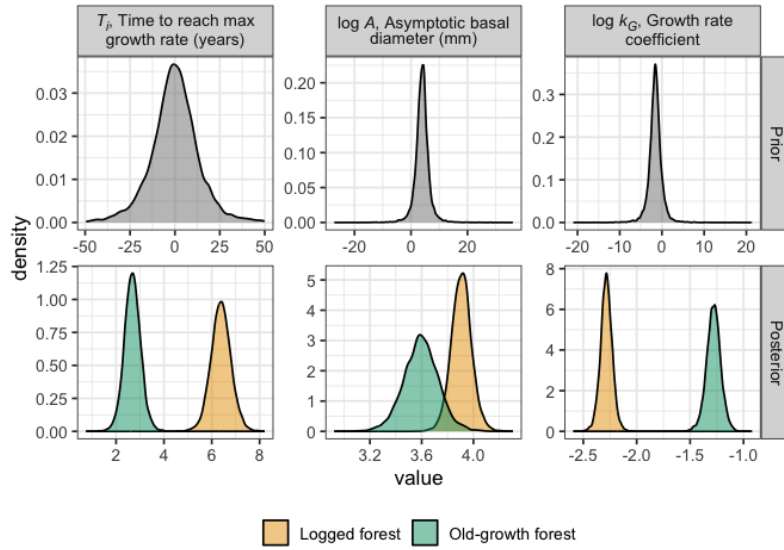 Ti, Time to reach max
growth rate (years)
log A, Asymptotic basal
diameter (mm)
log kG, Growth rate
coefficient
0.03
0.02
0.01
0.00
-50 -25 0 25 50
0.20
0.15
0.10
0.05
0.00
-20 0 20
0.3
0.2
0.1
0.0
-20 -10 0 10 20
Prior
density
1.25
1.00
0.75
0.50
0.25
0.00
2 4 6 8
5
4
3
2
1
0
3.2 3.6 4.0
8
6
4
2
0
-2.5 -2.0 -1.5 -1.0
Posterior
value
Logged forest Old-growth forest